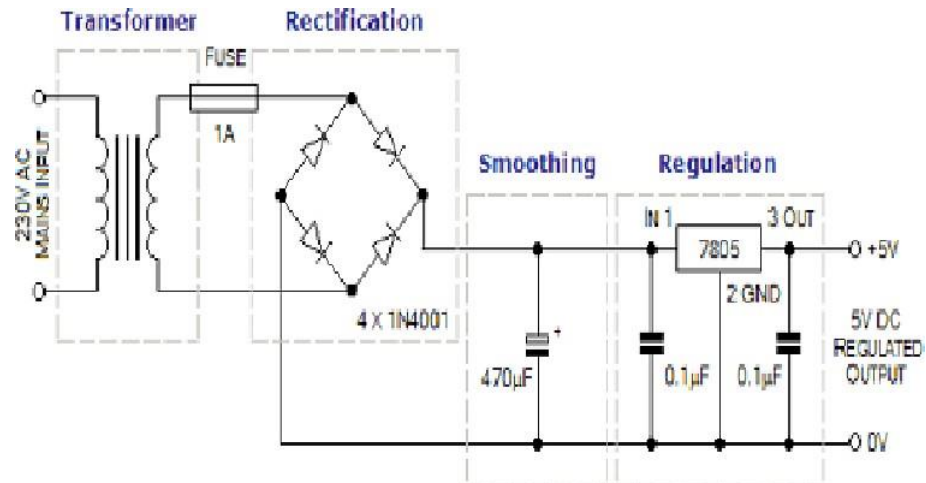 Transformer
Rectification
FUSE
1A
230V AC
MAINS INPUT
4 X 1N4001
Smoothing
Regulation
IN 1
3 OUT
7805
2 GND
+5V
+
470µF
0.1µF
0.1µF
5V DC
REGULATED
OUTPUT
0V